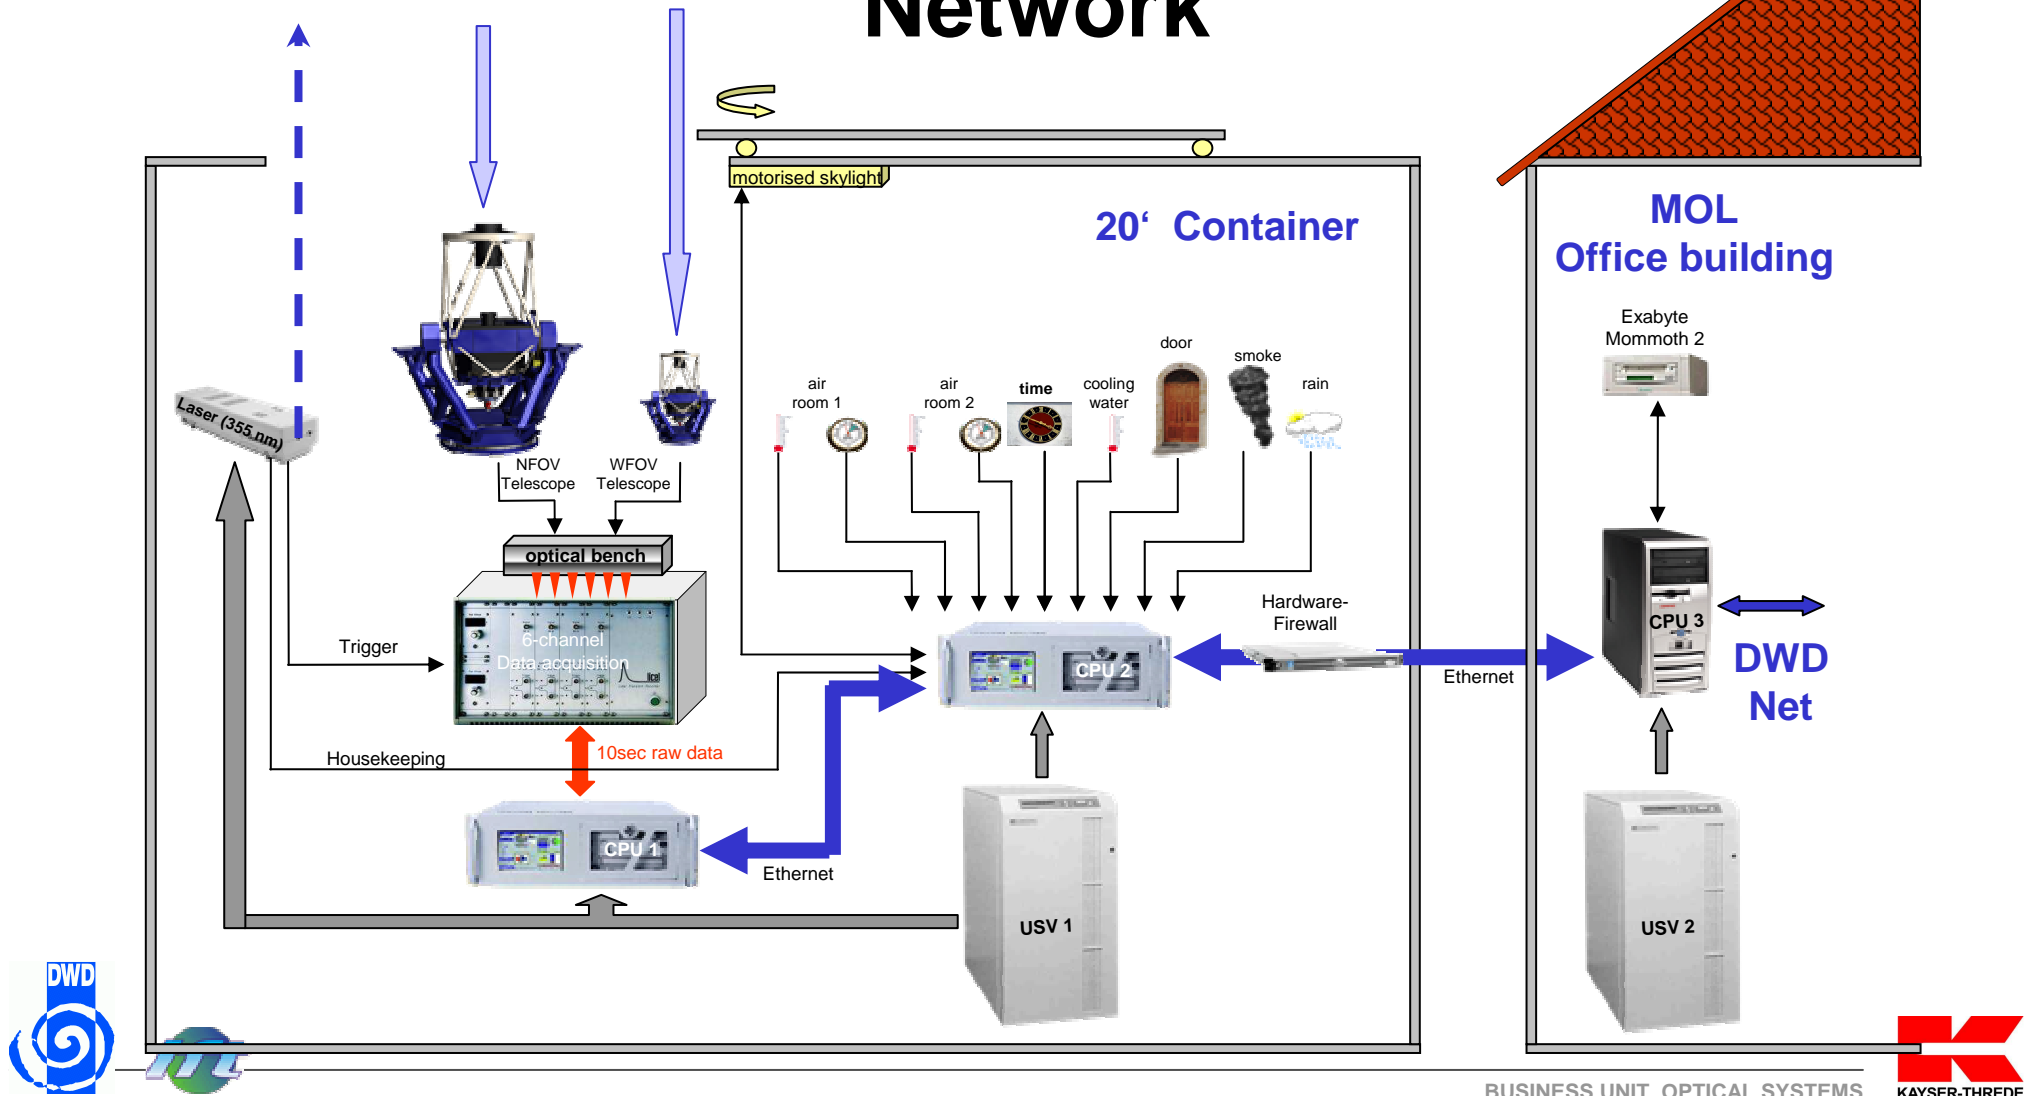 Network
motorised skylight
20‘ Container
MOL
Office building
Exabyte
Mommoth 2
door
smoke
air
room 1
air
room 2
time
cooling
water
rain
Laser (355 nm)
NFOV
Telescope
WFOV
Telescope
optical bench
Hardware-
Firewall
Trigger
6-channel
Data acquisition
licel
CPU 2
CPU 3
Ethernet
DWD
Net
Housekeeping
10sec raw data
CPU 1
Ethernet
USV 1
USV 2
DWD
BUSINESS UNIT OPTICAL SYSTEMS
KAYSER-THREDE